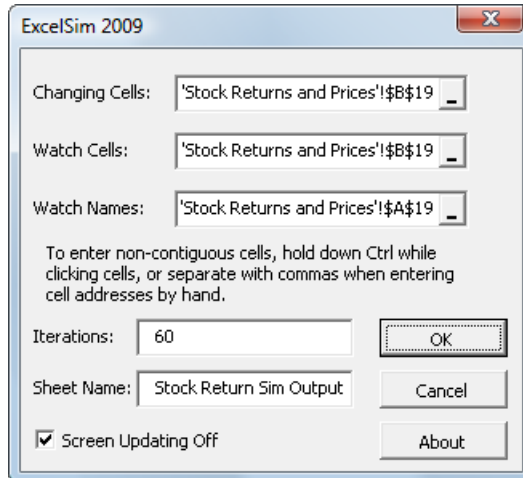 ExcelSim 2009
Changing Cells: 'Stock Returns and Prices'!$B$19 _
Watch Cells: 'Stock Returns and Prices'!$B$19 _
Watch Names: 'Stock Returns and Prices'!$A$19 _
To enter non-contiguous cells, hold down Ctrl while
clicking cells, or separate with commas when entering
cell addresses by hand.
Iterations: 60 OK
Sheet Name: Stock Return Sim Output Cancel
Screen Updating Off About